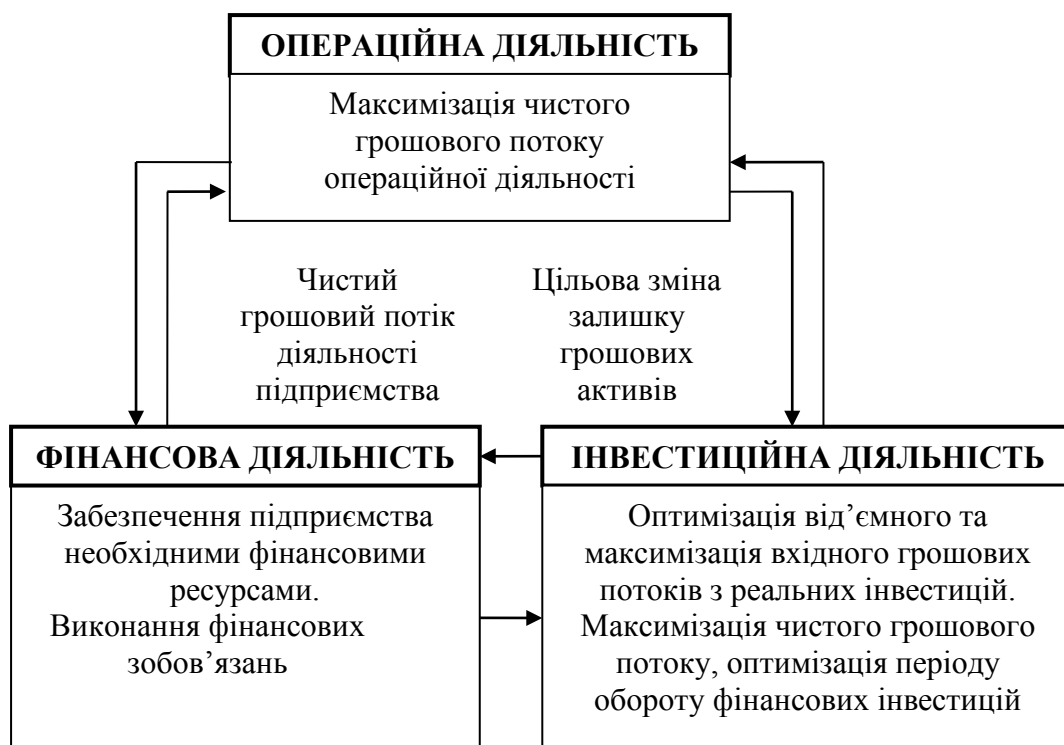 ОПЕРАЦІЙНА ДІЯЛЬНІСТЬ
Максимізація чистого
грошового потоку
операційної діяльності
Чистий
грошовий потік
діяльності
підприємства
Цільова зміна
залишку
грошових
активів
ФІНАНСОВА ДІЯЛЬНІСТЬ
Забезпечення підприємства
необхідними фінансовими
ресурсами.
Виконання фінансових
зобов’язань
ІНВЕСТИЦІЙНА ДІЯЛЬНІСТЬ
Оптимізація від’ємного та
максимізація вхідного грошових
потоків з реальних інвестицій.
Максимізація чистого грошового
потоку, оптимізація періоду
обороту фінансових інвестицій